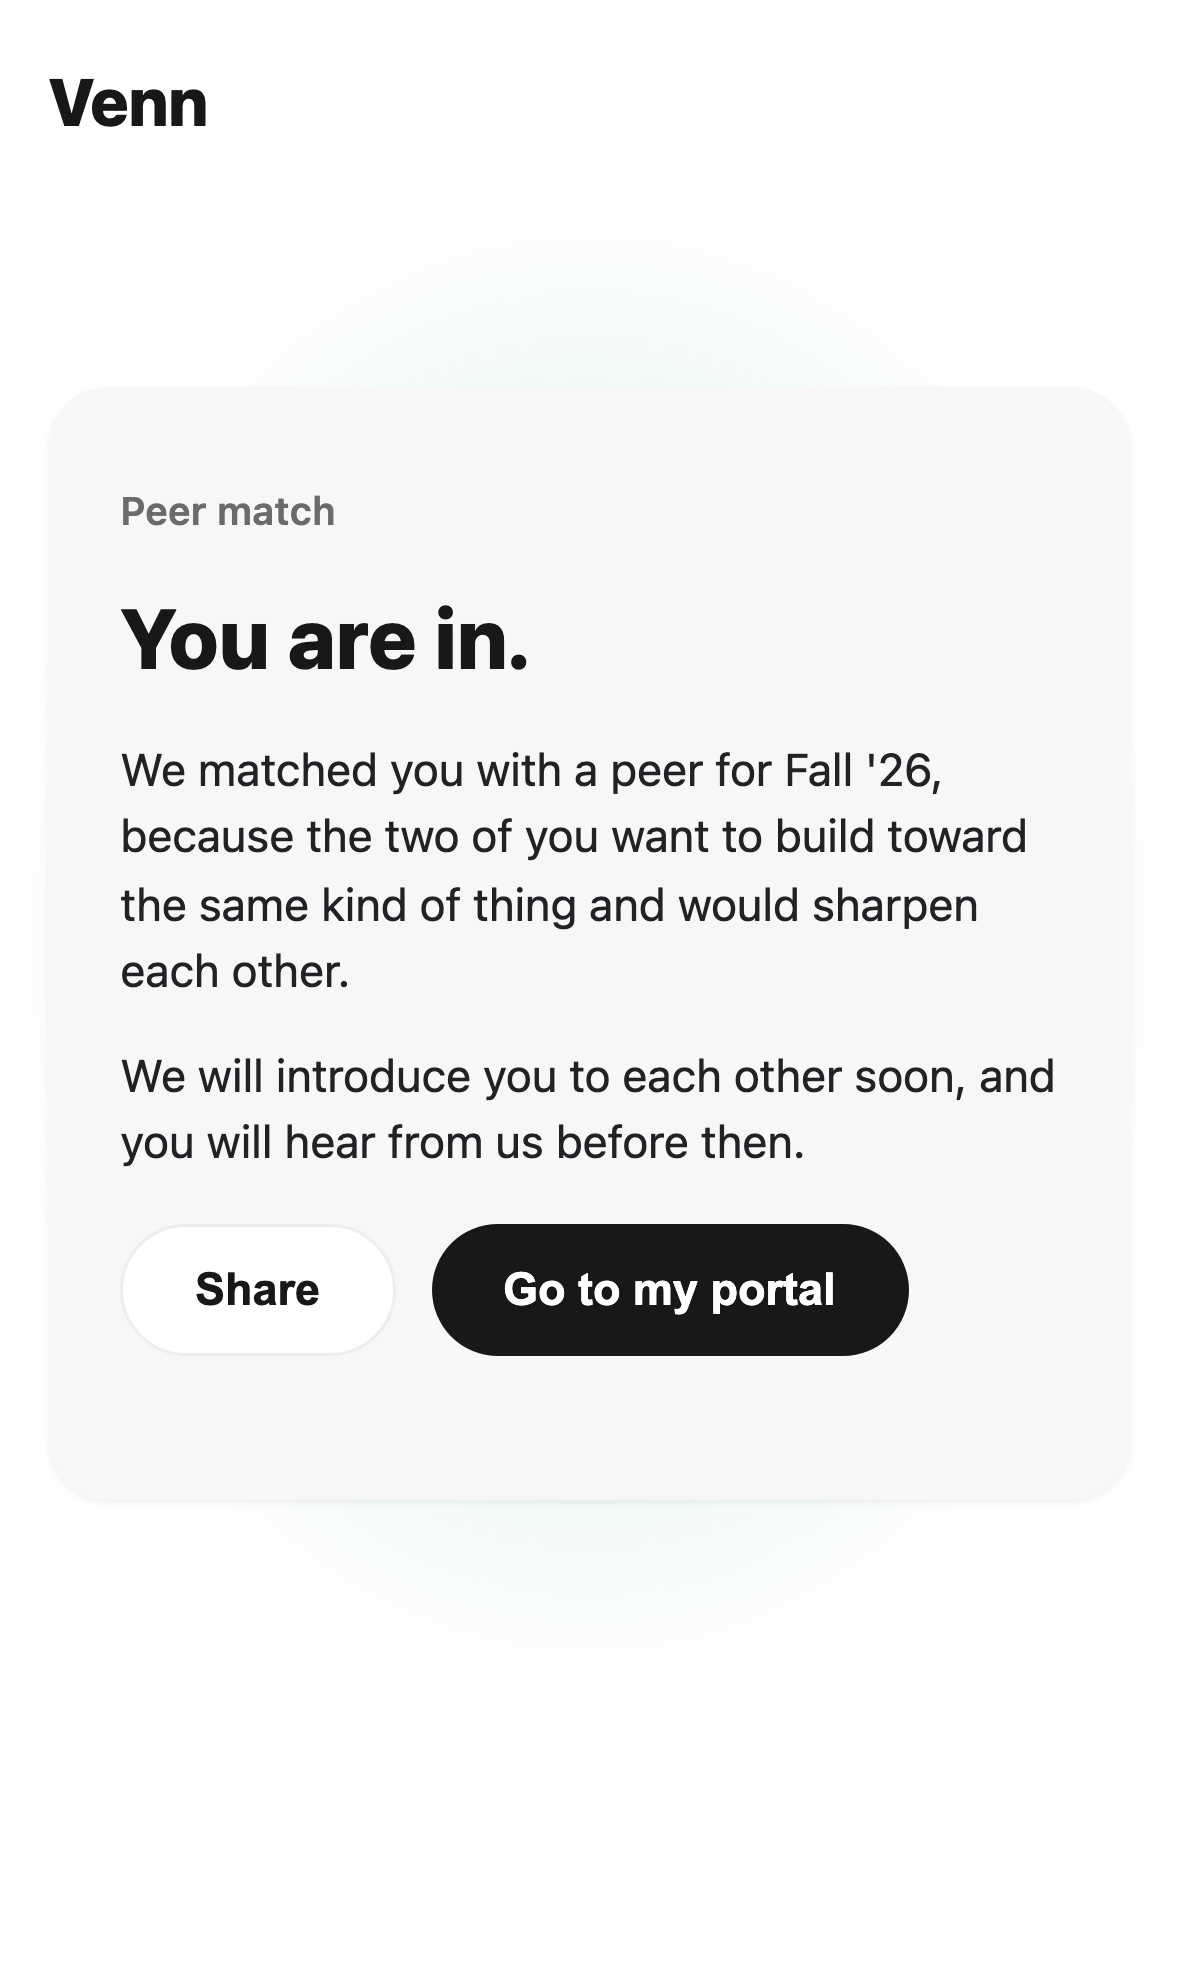 Venn
Peer match
You are in.
We matched you with a peer for Fall '26,
because the two of you want to build toward
the same kind of thing and would sharpen
each other.
We will introduce you to each other soon, and
you will hear from us before then.
Share
Go to my portal